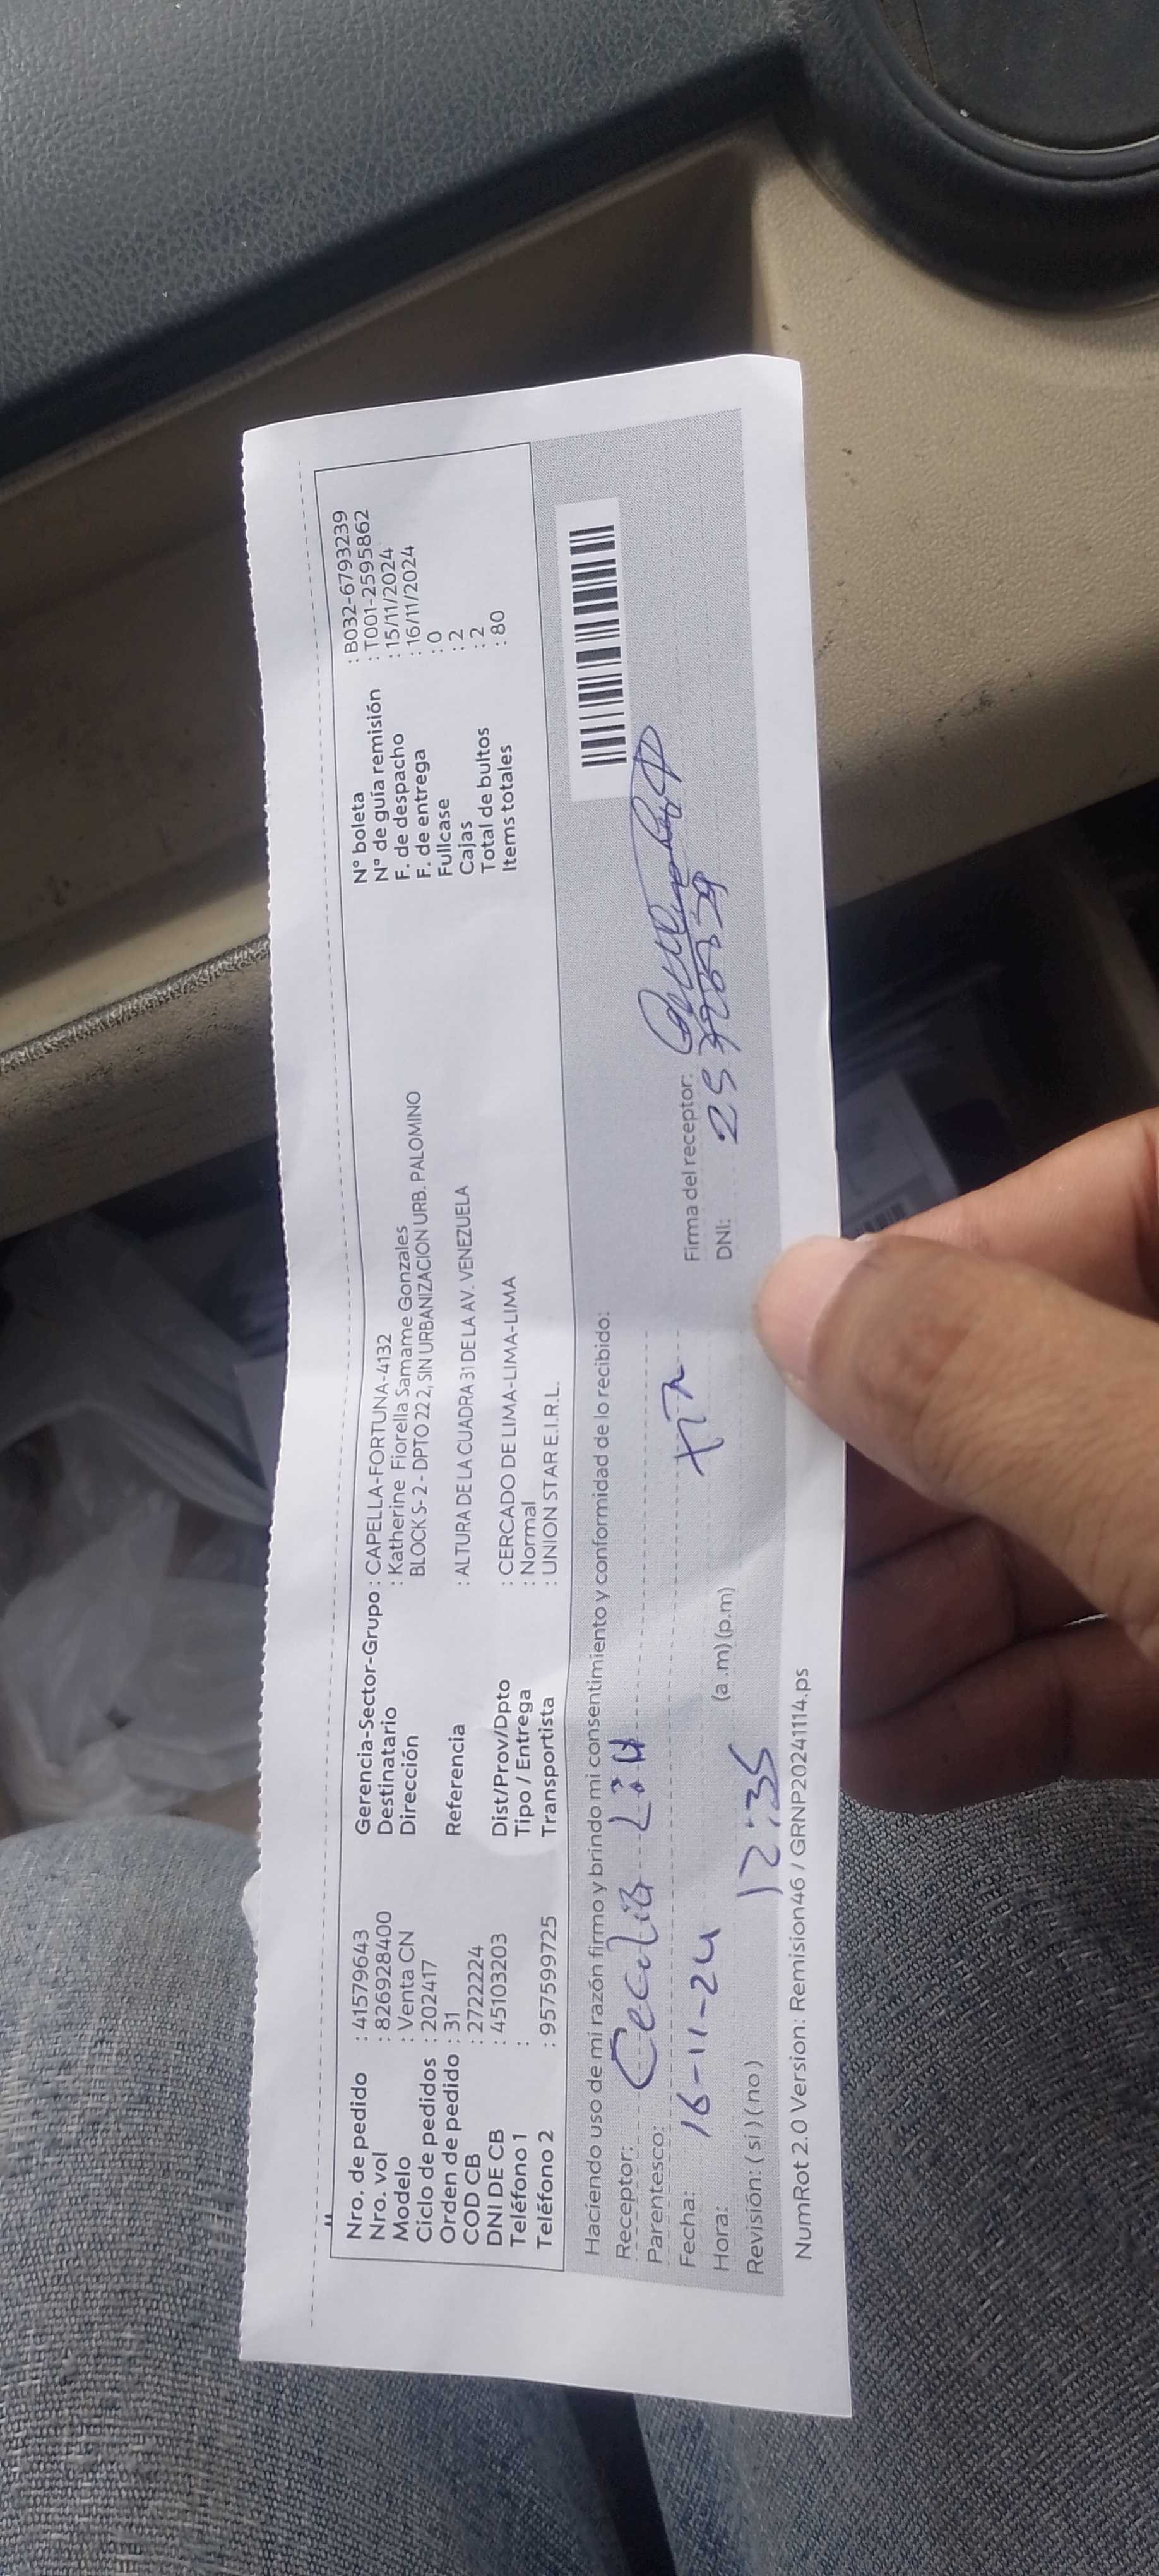 Nro. de pedido : 41579643
Nro. vol : 826928400
Modelo : Venta CN
Ciclo de pedidos : 202417
Orden de pedido : 31
COD CB : 2722224
DNI DE CB : 45103203
Teléfono 1 :
Teléfono 2 : 957599725
Gerencia-Sector-Grupo : CAPELLA-FORTUNA-4132
Destinatario : Katherine Fiorella Samame Gonzales
Dirección BLOCK S- 2 - DPTO 22 2, SIN URBANIZACION URB. PALOMINO
Referencia : ALTURA DE LA CUADRA 31 DE LA AV. VENEZUELA
Dist/Prov/Dpto : CERCADO DE LIMA-LIMA-LIMA
Tipo / Entrega : Normal
Transportista : UNION STAR E.I.R.L.
N° boleta : B032-6793239
N° de guía remisión : T001-2595862
F. de despacho : 15/11/2024
F. de entrega : 16/11/2024
Fullcase : 0
Cajas : 2
Total de bultos : 2
Items totales : 80
Haciendo uso de mi razón firmo y brindo mi consentimiento y conformidad de lo recibido:
Receptor: Cecilia
Parentesco:
Fecha: 16-11-24
Hora: 12:35 (a.m) (p.m)
Revisión: ( si ) ( no )
Firma del receptor:
DNI:
NumRot 2.0 Version: Remision46 / GRNP20241114.ps